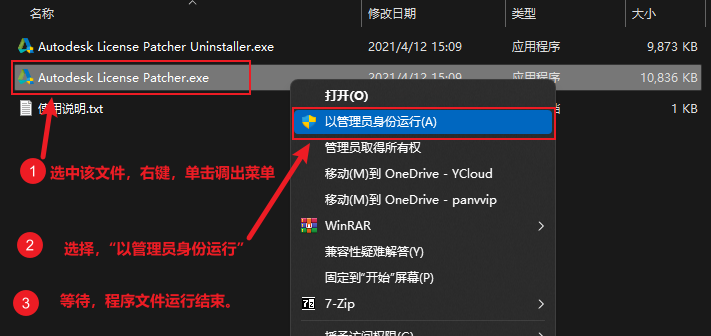 名称 修改日期 类型 大小
Autodesk License Patcher Uninstaller.exe 2021/4/12 15:09 应用程序 9,873 KB
Autodesk License Patcher.exe 2021/4/12 15:09 应用程序 10,836 KB
使用说明.txt 1 KB
打开(O)
以管理员身份运行(A)
管理员取得所有权
移动(M)到 OneDrive - YCloud
移动(M)到 OneDrive - panvvip
WinRAR
兼容性疑难解答(Y)
固定到“开始”屏幕(P)
7-Zip
授予访问权限(G)
1 选中该文件，右键，单击调出菜单
2 选择，“以管理员身份运行”
3 等待，程序文件运行结束。